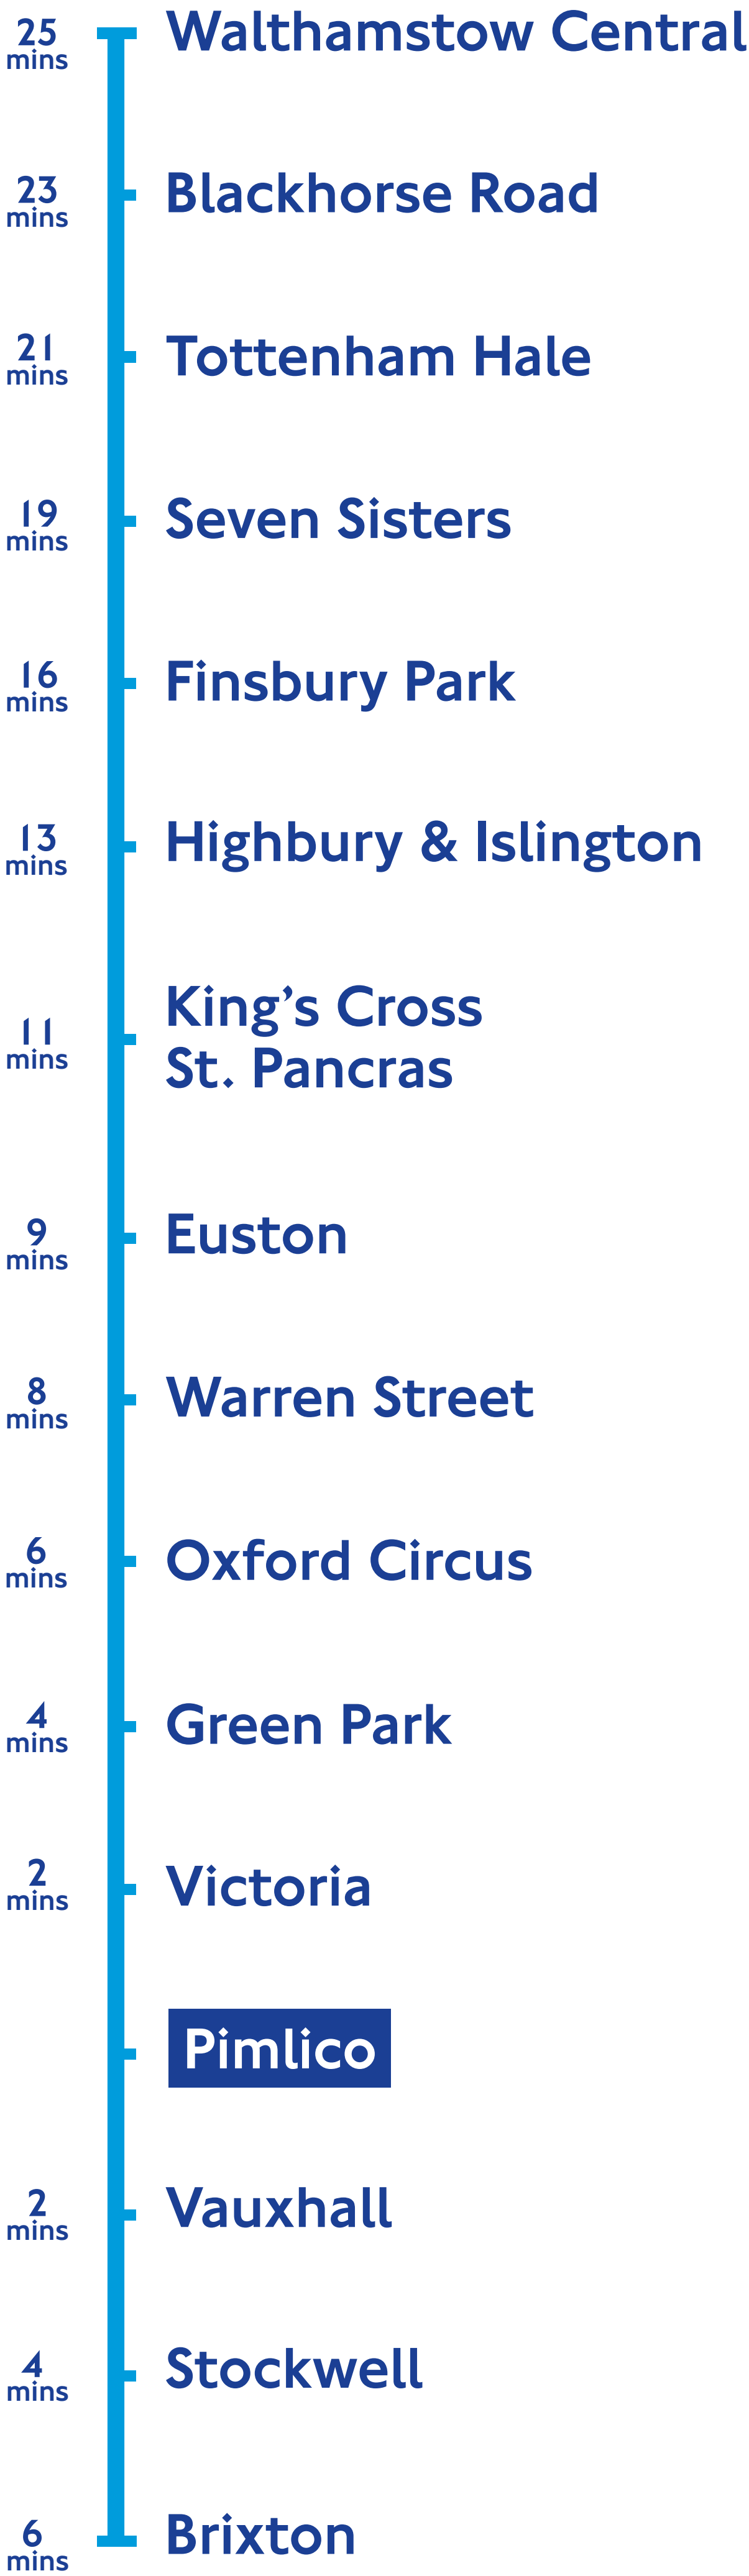 25
mins
Walthamstow Central
23
mins
Blackhorse Road
21
mins
Tottenham Hale
19
mins
Seven Sisters
16
mins
Finsbury Park
13
mins
Highbury & Islington
11
mins
King’s Cross
St. Pancras
9
mins
Euston
8
mins
Warren Street
6
mins
Oxford Circus
4
mins
Green Park
2
mins
Victoria
Pimlico
2
mins
Vauxhall
4
mins
Stockwell
6
mins
Brixton